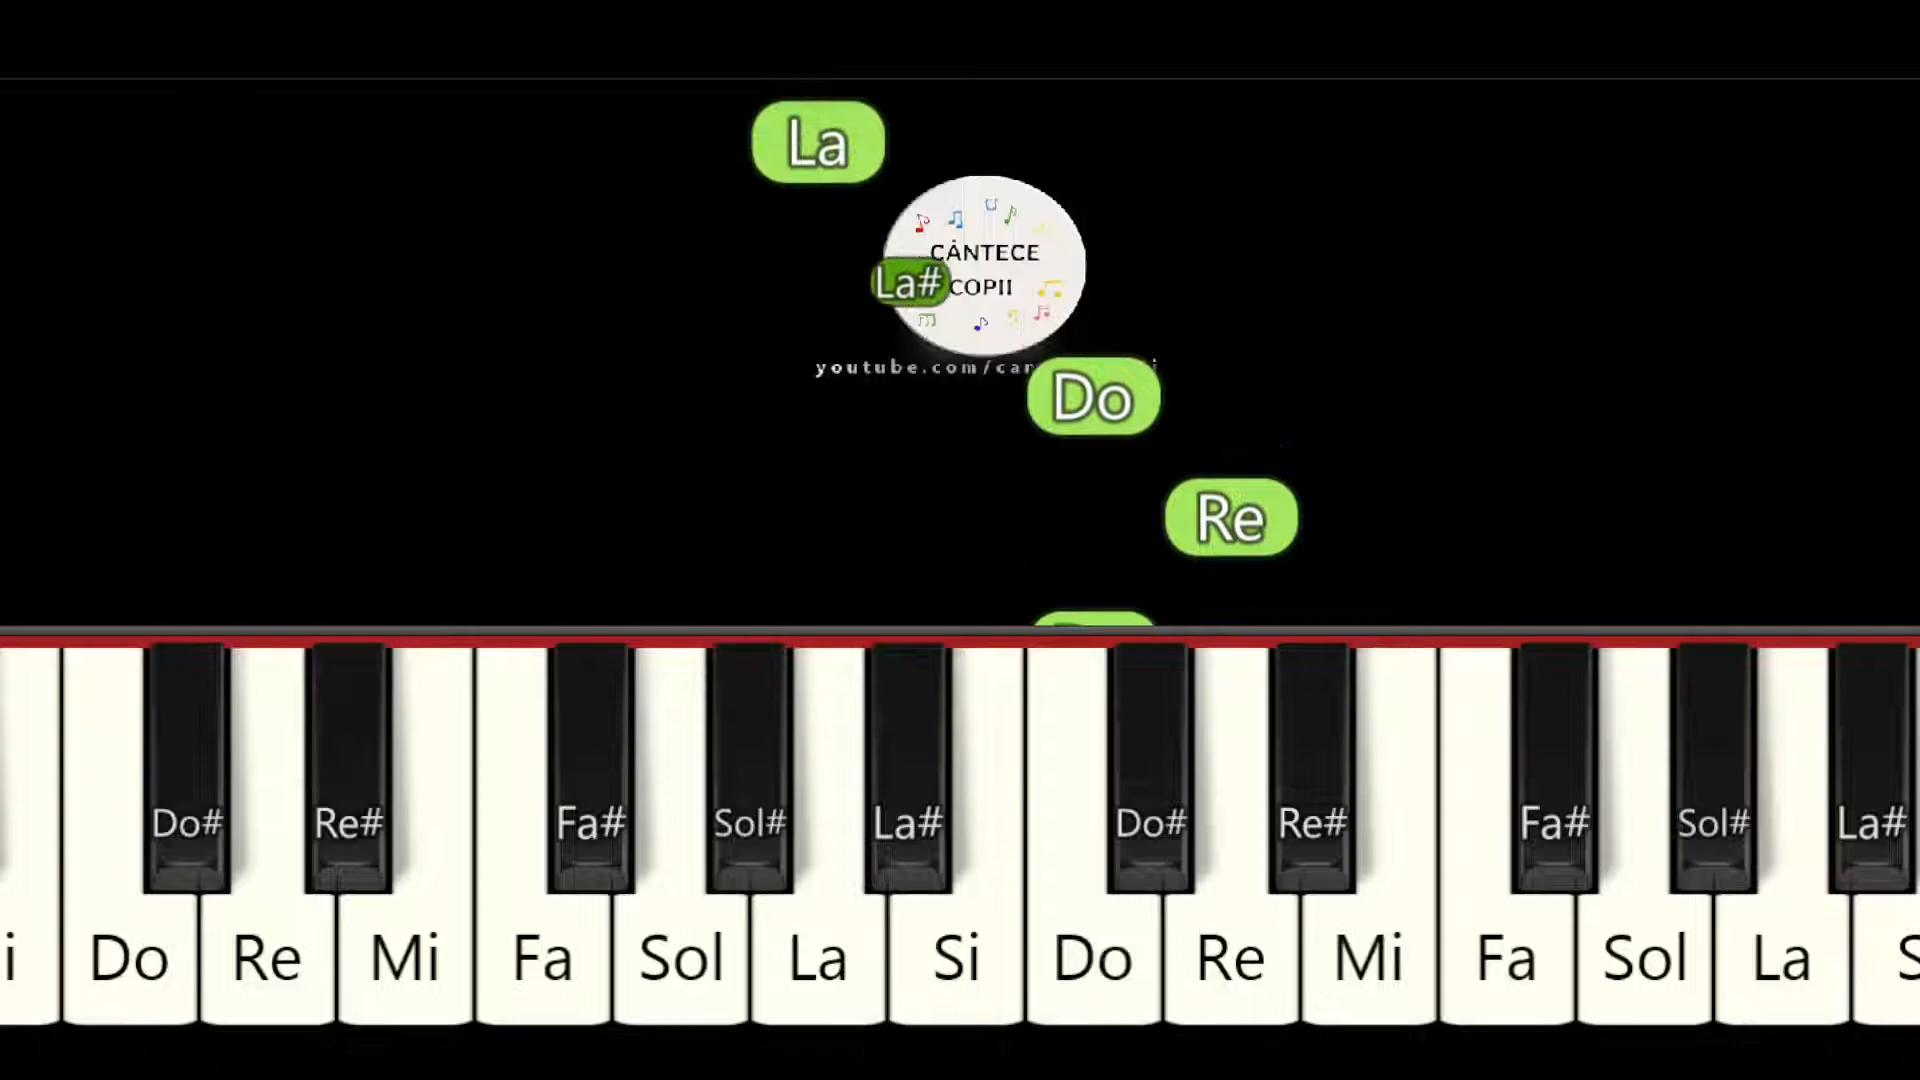 La
CÂNTECE
La# COPII
youtube.com/
Do
Re
Do# Re# Fa# Sol# La# Do# Re# Fa# Sol# La#
i Do Re Mi Fa Sol La Si Do Re Mi Fa Sol La S